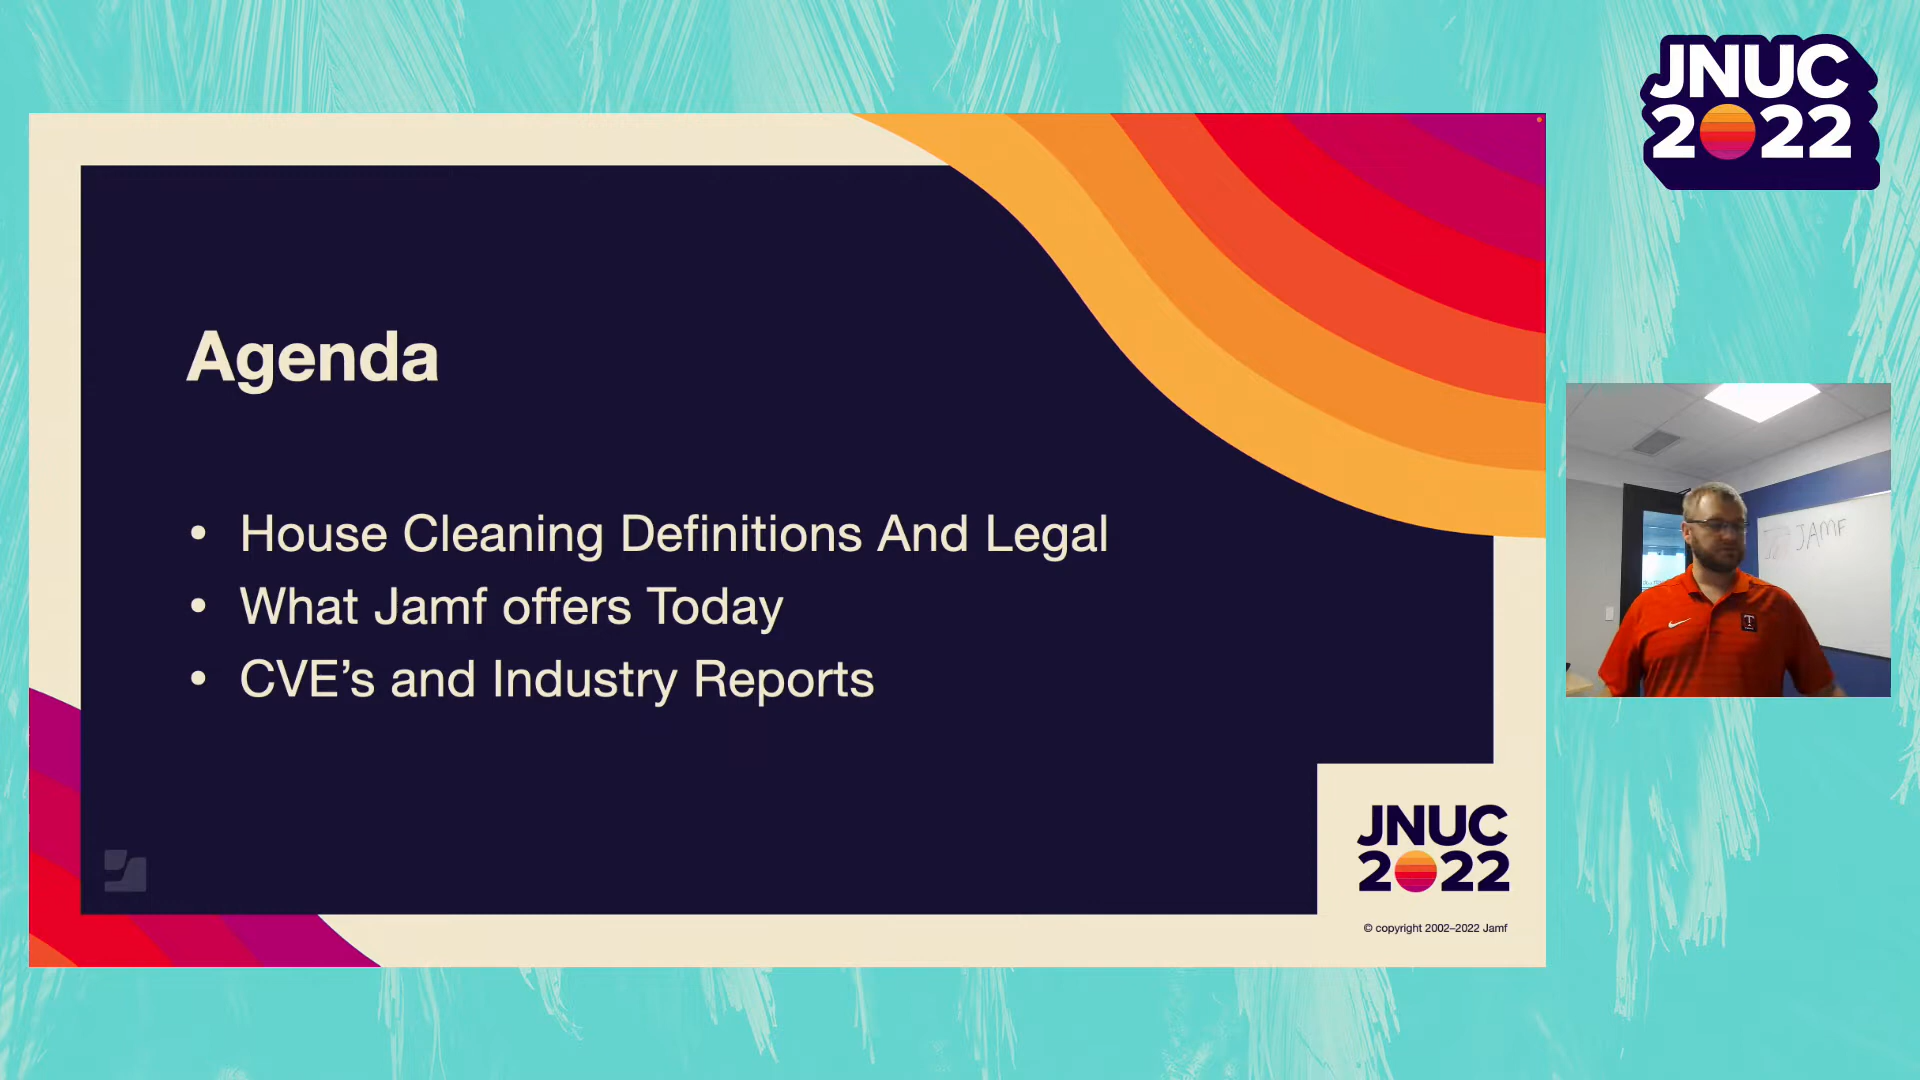 JNUC
2022
Agenda
• House Cleaning Definitions And Legal
• What Jamf offers Today
• CVE’s and Industry Reports
JAMF
T
JNUC
2022
© copyright 2002–2022 Jamf